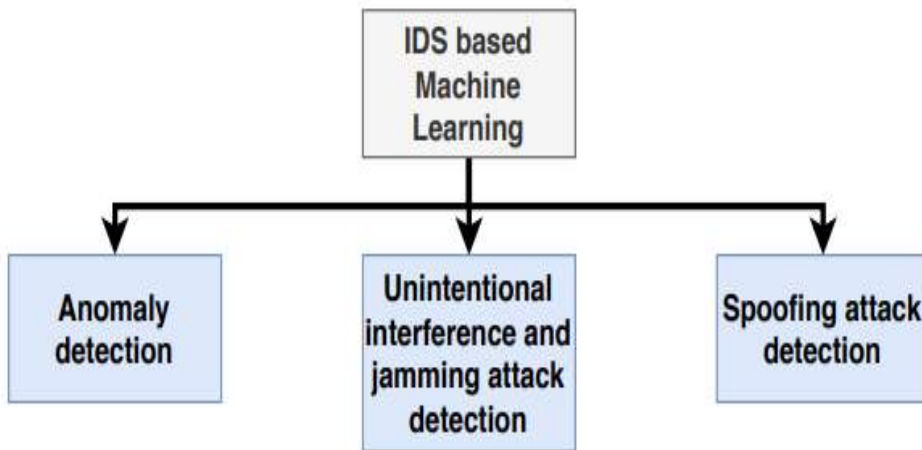 IDS based
Machine
Learning
Anomaly
detection
Unintentional
interference and
jamming attack
detection
Spoofing attack
detection